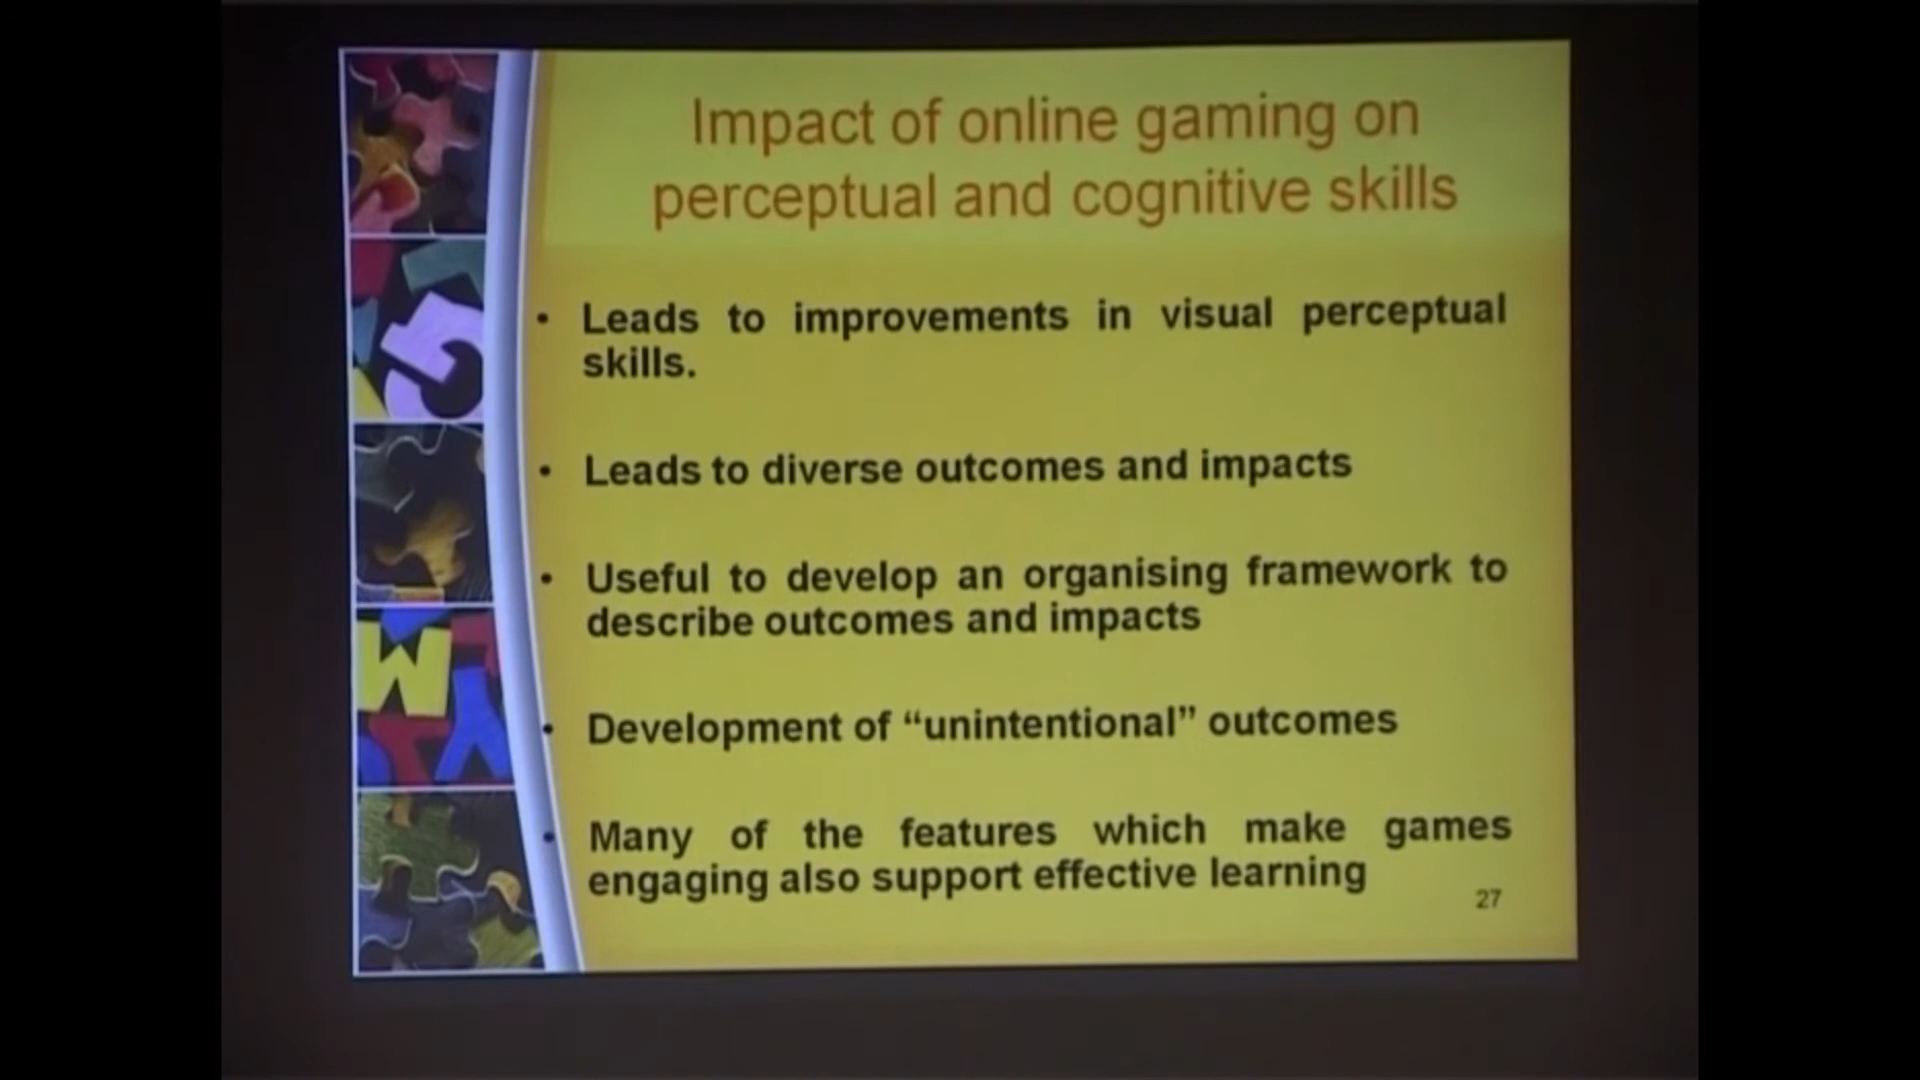 Impact of online gaming on
perceptual and cognitive skills
• Leads to improvements in visual perceptual
skills.
• Leads to diverse outcomes and impacts
• Useful to develop an organising framework to
describe outcomes and impacts
• Development of “unintentional” outcomes
• Many of the features which make games
engaging also support effective learning
27